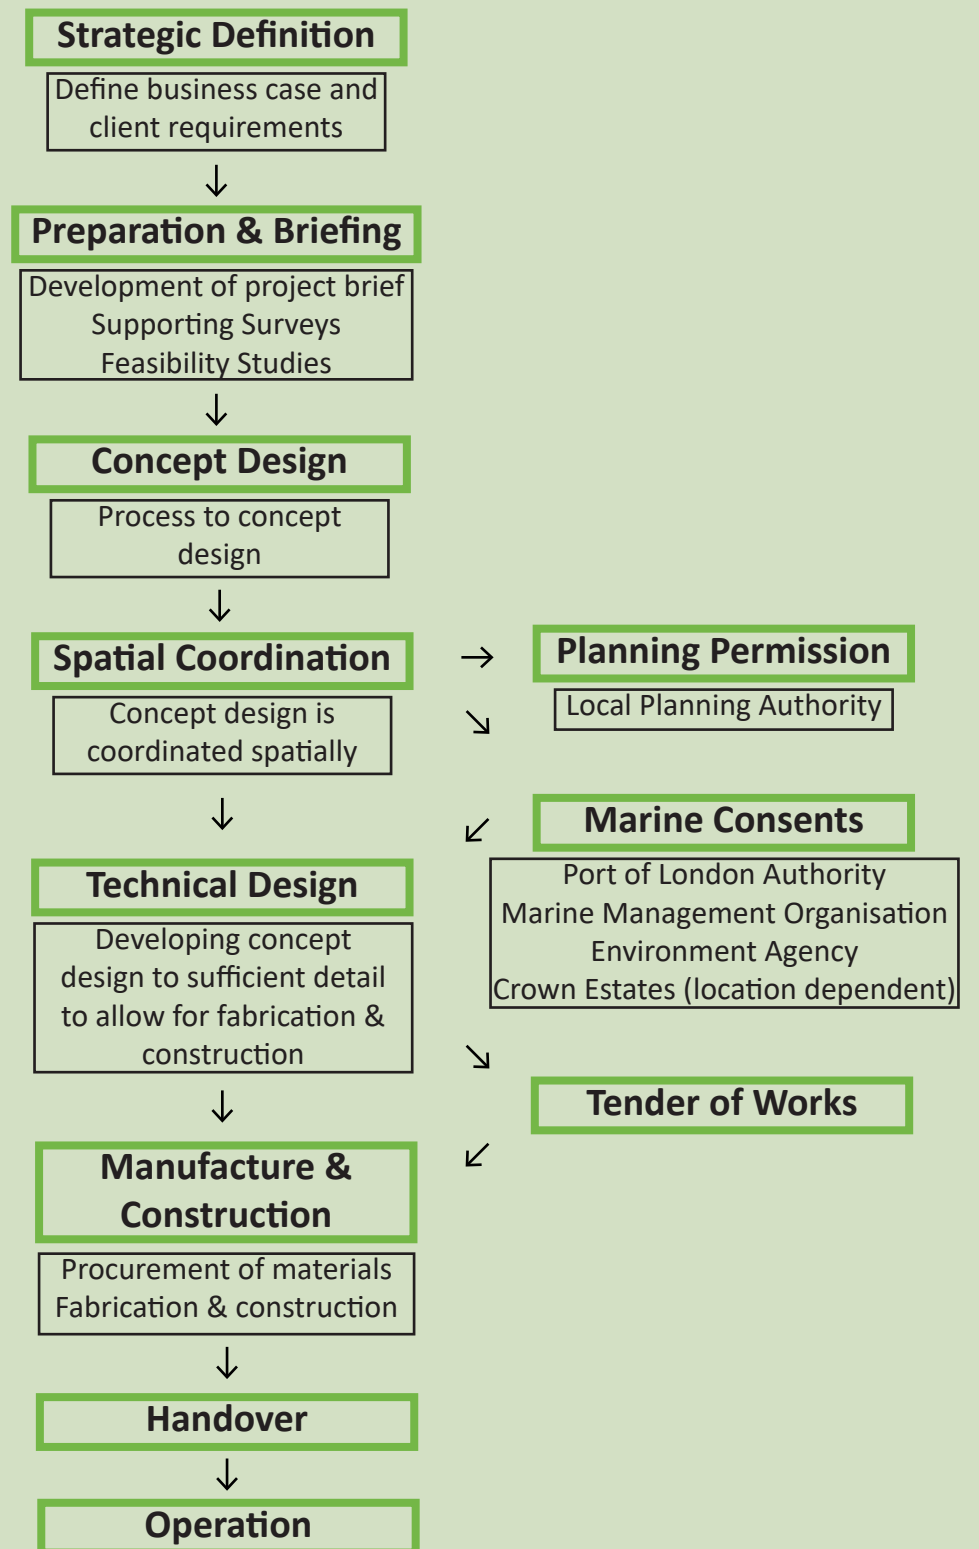 Strategic Definition
Define business case and
client requirements
↓
Preparation & Briefing
Development of project brief
Supporting Surveys
Feasibility Studies
↓
Concept Design
Process to concept
design
↓
Spatial Coordination
Concept design is
coordinated spatially
→
↘
Planning Permission
Local Planning Authority
↓
↙
Marine Consents
Port of London Authority
Marine Management Organisation
Environment Agency
Crown Estates (location dependent)
Technical Design
Developing concept
design to sufficient detail
to allow for fabrication &
construction
↓
↘
Tender of Works
↙
Manufacture &
Construction
Procurement of materials
Fabrication & construction
↓
Handover
↓
Operation